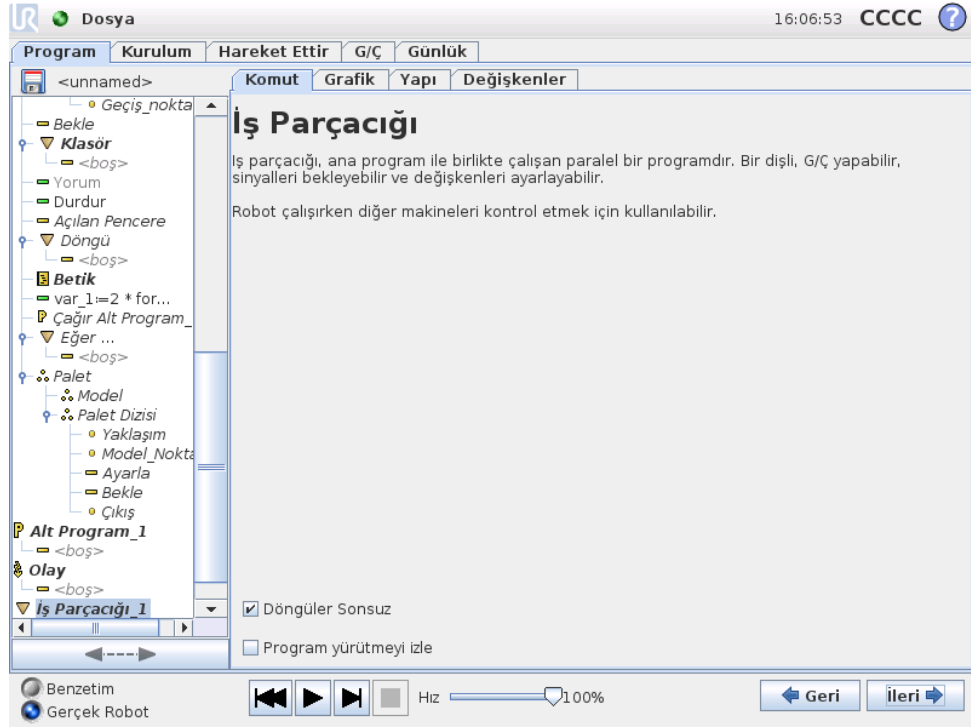 UR Dosya 16:06:53 CCCC ?
Program Kurulum Hareket Ettir G/Ç Günlük
<unnamed> Komut Grafik Yapı Değişkenler
Geçiş_nokta
Bekle
Klasör
<boş>
Yorum
Durdur
Açılan Pencere
Döngü
<boş>
Betik
var_1≔2 * for...
Çağır Alt Program_
Eğer ...
<boş>
Palet
Model
Palet Dizisi
Yaklaşım
Model_Nokta
Ayarla
Bekle
Çıkış
P Alt Program_1
<boş>
Olay
<boş>
İş Parçacığı_1
İş Parçacığı
Iş parçacığı, ana program ile birlikte çalışan paralel bir programdır. Bir dişli, G/Ç yapabilir,
sinyalleri bekleyebilir ve değişkenleri ayarlayabilir.
Robot çalışırken diğer makineleri kontrol etmek için kullanılabilir.
Döngüler Sonsuz
Program yürütmeyi izle
Benzetim
Gerçek Robot
Hız 100%
Geri İleri